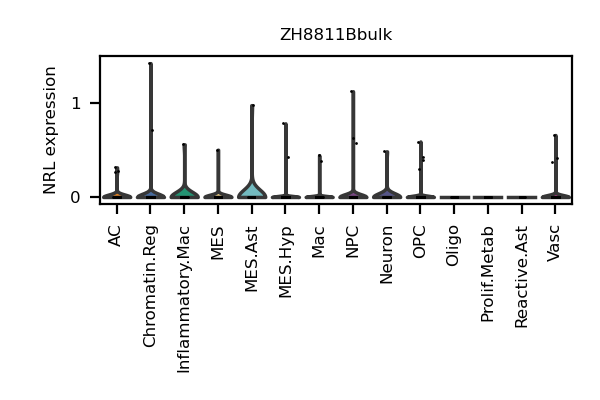 ZH8811Bbulk
NRL expression
1
0
AC
Chromatin.Reg
Inflammatory.Mac
MES
MES.Ast
MES.Hyp
Mac
NPC
Neuron
OPC
Oligo
Prolif.Metab
Reactive.Ast
Vasc